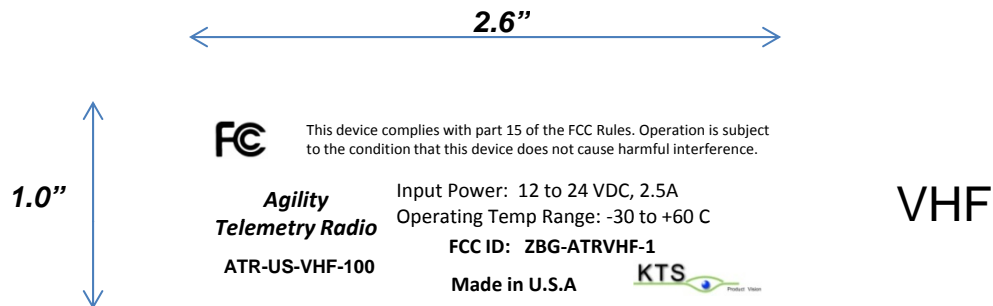 2.6”
1.0”
FC
This device complies with part 15 of the FCC Rules. Operation is subject
to the condition that this device does not cause harmful interference.
Agility
Telemetry Radio
ATR-US-VHF-100
Input Power: 12 to 24 VDC, 2.5A
Operating Temp Range: -30 to +60 C
FCC ID: ZBG-ATRVHF-1
Made in U.S.A
KTS
Product Vision
VHF